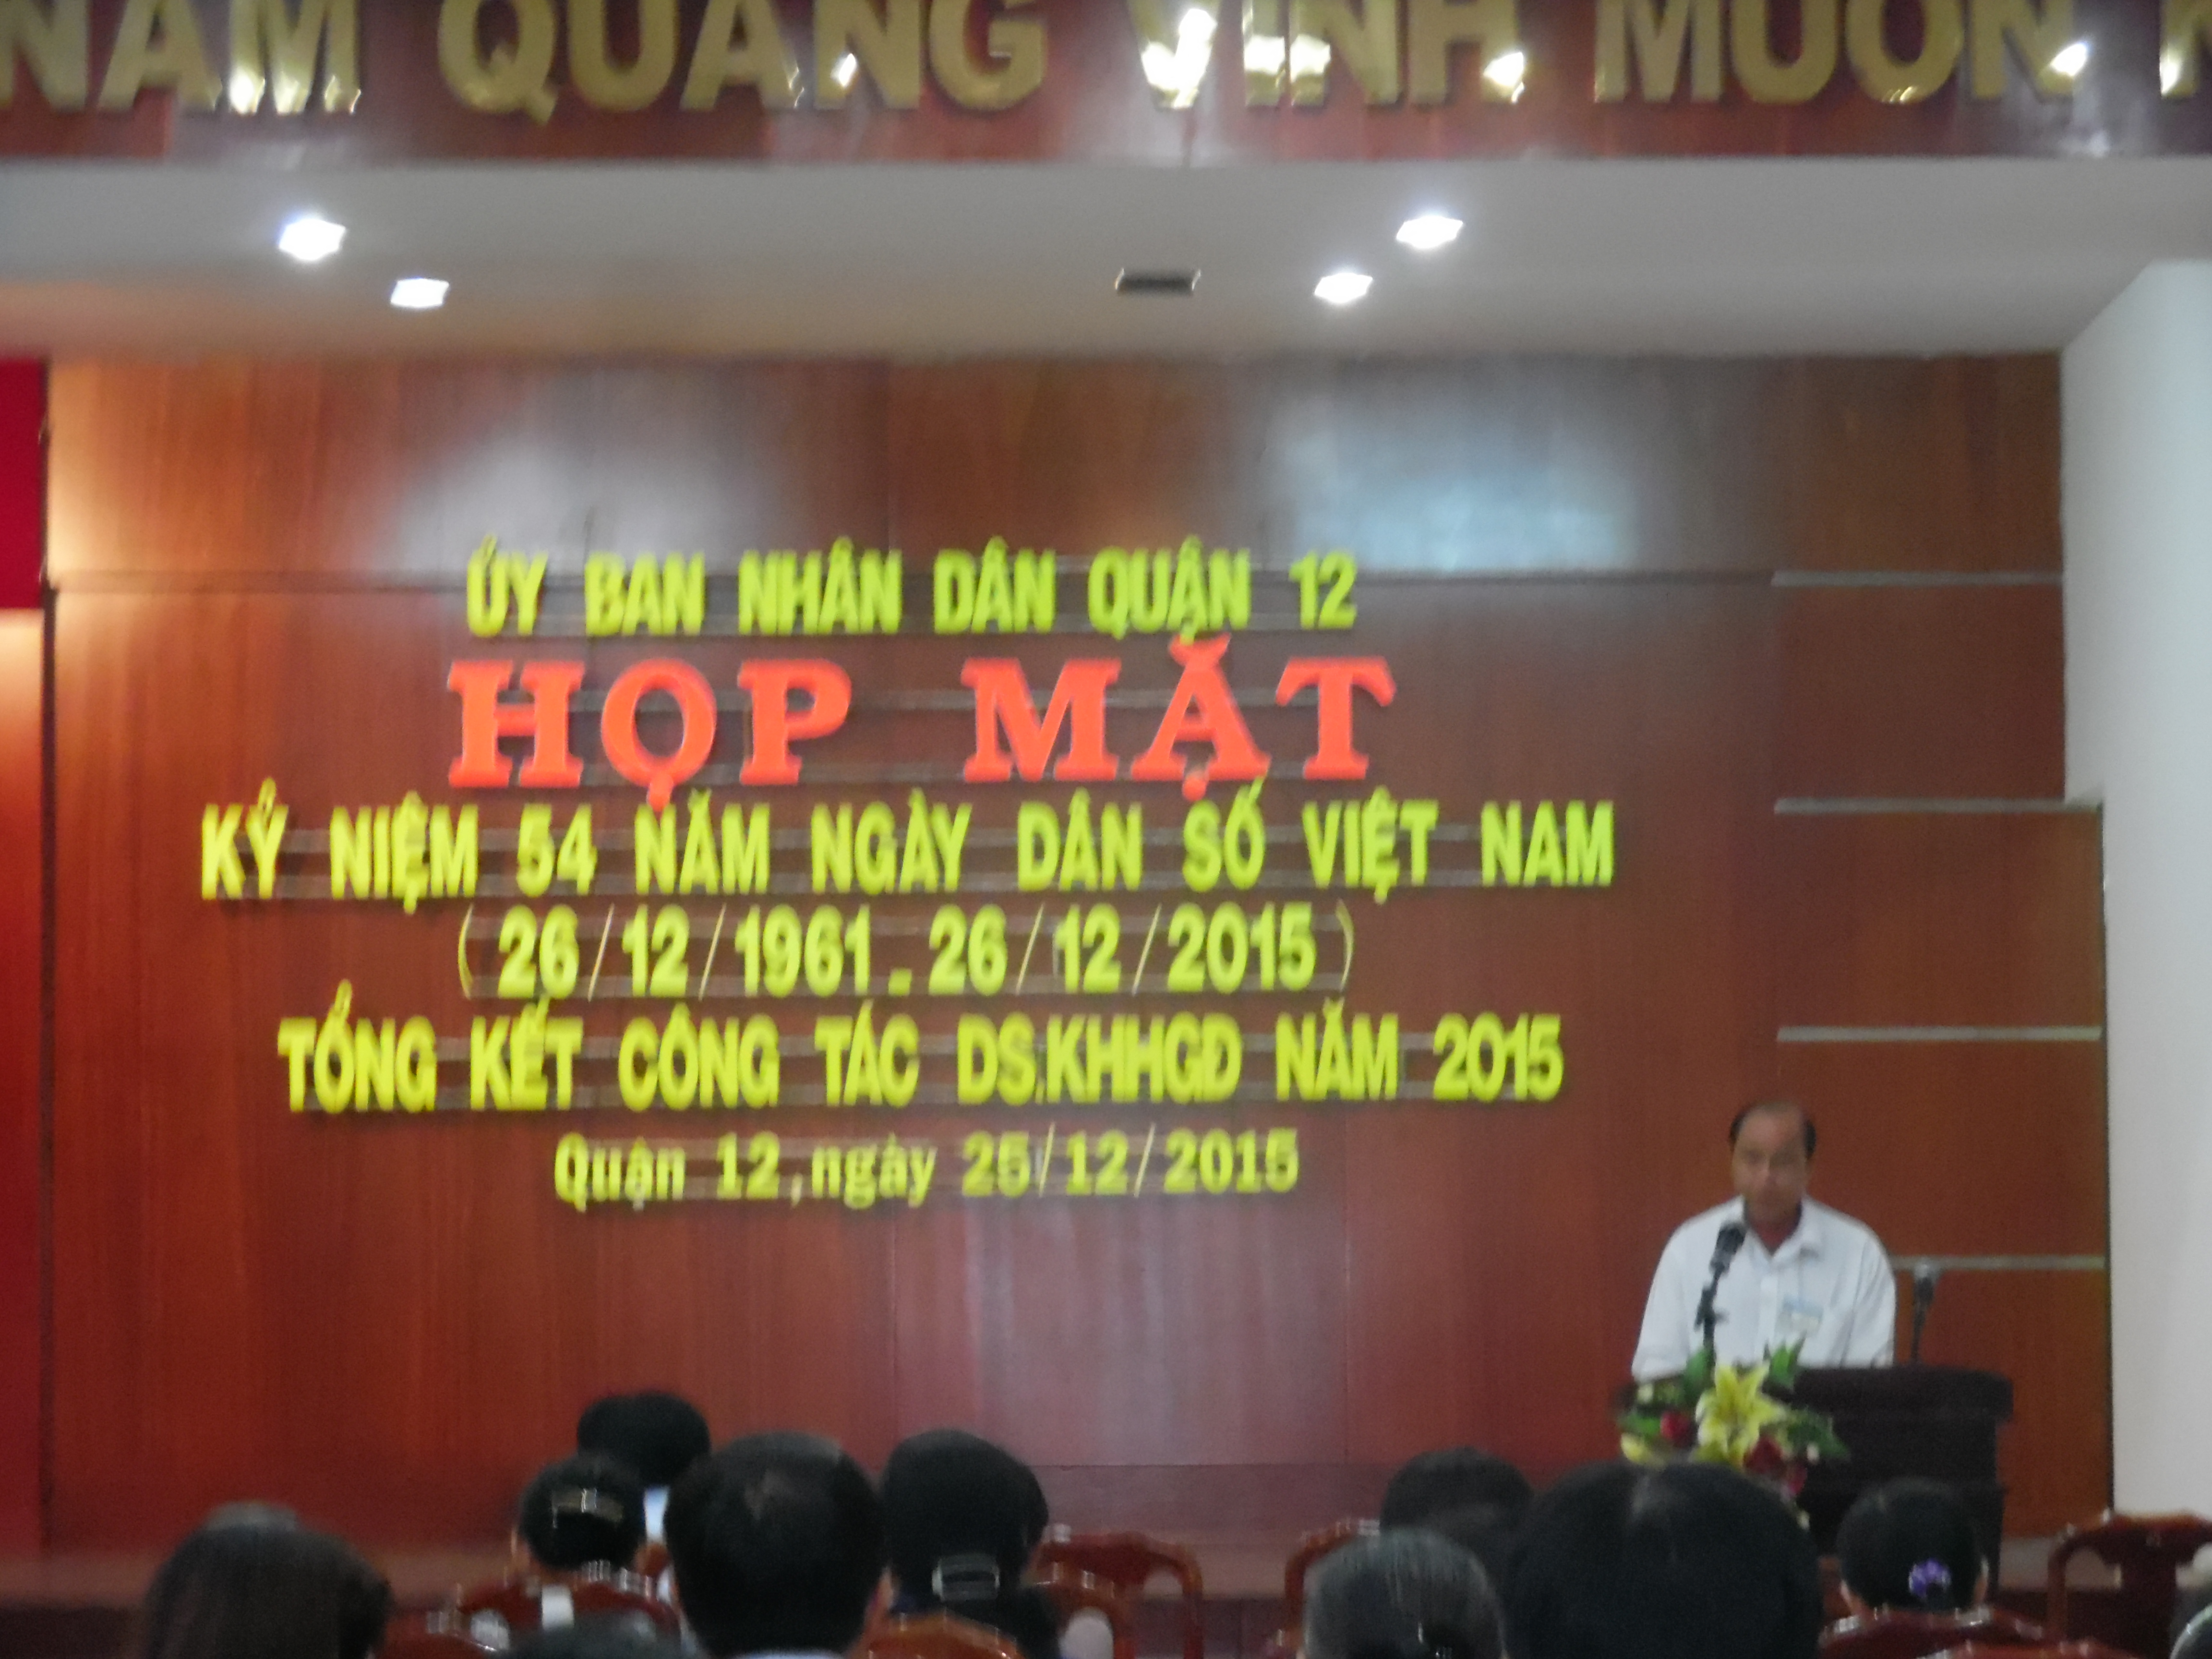 NAM QUANG VINH MUÔN
ỦY BAN NHÂN DÂN QUẬN 12
HỌP MẶT
KỶ NIỆM 54 NĂM NGÀY DÂN SỐ VIỆT NAM
( 26/12/1961 . 26/12/2015 )
TỔNG KẾT CÔNG TÁC DS.KHHGĐ NĂM 2015
Quận 12, ngày 25/12/2015